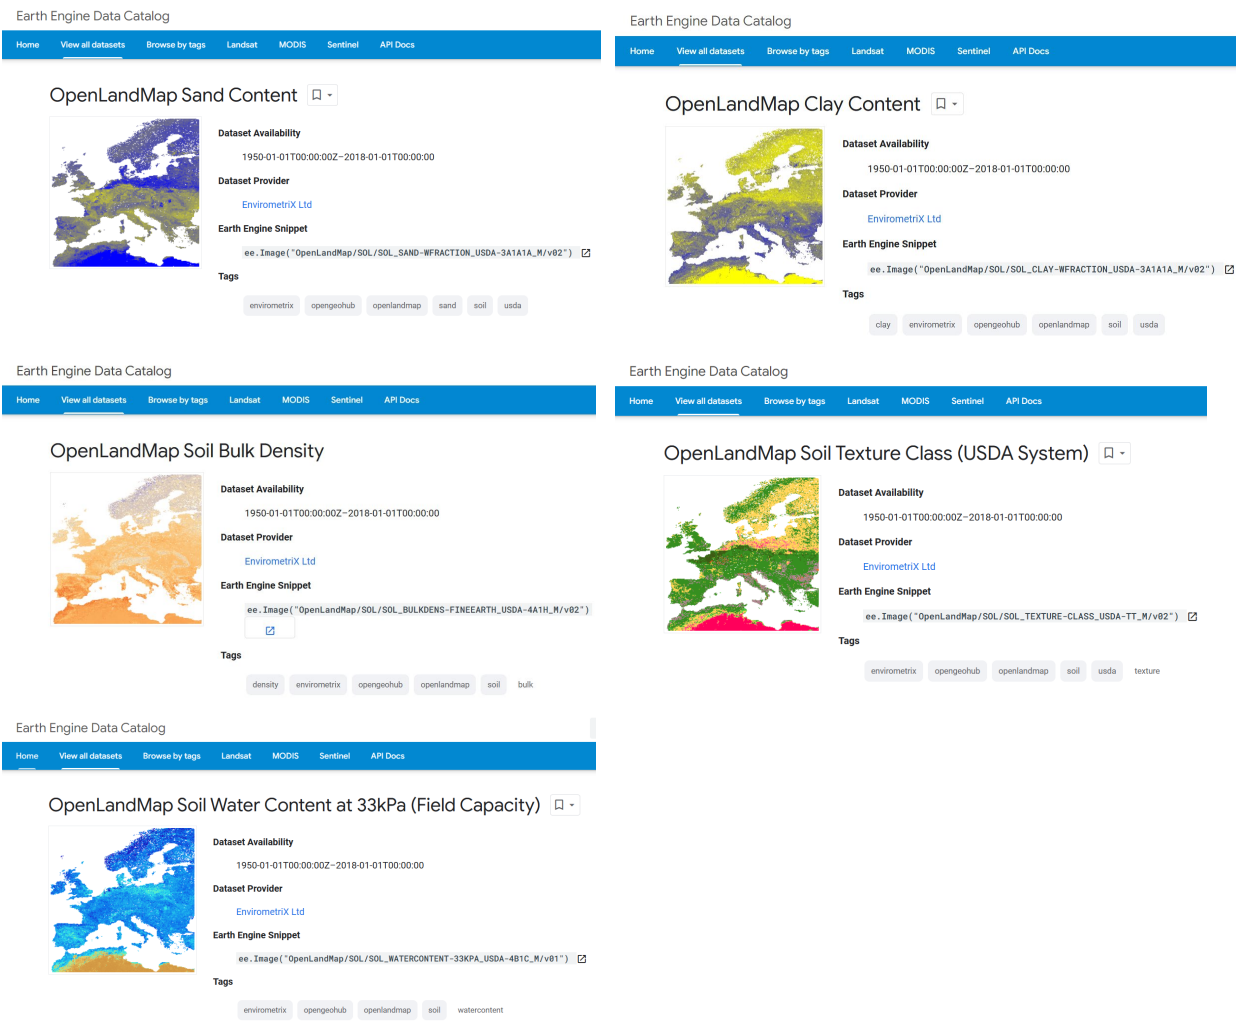 Earth Engine Data Catalog
Home View all datasets Browse by tags Landsat MODIS Sentinel API Docs
OpenLandMap Sand Content
Dataset Availability
1950-01-01T00:00:00Z–2018-01-01T00:00:00
Dataset Provider
EnvirometriX Ltd
Earth Engine Snippet
ee.Image("OpenLandMap/SOL/SOL_SAND-WFRACTION_USDA-3A1A1A_M/v02")
Tags
envirometrix opengeohub openlandmap sand soil usda
Earth Engine Data Catalog
Home View all datasets Browse by tags Landsat MODIS Sentinel API Docs
OpenLandMap Clay Content
Dataset Availability
1950-01-01T00:00:00Z–2018-01-01T00:00:00
Dataset Provider
EnvirometriX Ltd
Earth Engine Snippet
ee.Image("OpenLandMap/SOL/SOL_CLAY-WFRACTION_USDA-3A1A1A_M/v02")
Tags
clay envirometrix opengeohub openlandmap soil usda
Earth Engine Data Catalog
Home View all datasets Browse by tags Landsat MODIS Sentinel API Docs
OpenLandMap Soil Bulk Density
Dataset Availability
1950-01-01T00:00:00Z–2018-01-01T00:00:00
Dataset Provider
EnvirometriX Ltd
Earth Engine Snippet
ee.Image("OpenLandMap/SOL/SOL_BULKDENS-FINEEARTH_USDA-4A1H_M/v02")
Tags
density envirometrix opengeohub openlandmap soil bulk
Earth Engine Data Catalog
Home View all datasets Browse by tags Landsat MODIS Sentinel API Docs
OpenLandMap Soil Texture Class (USDA System)
Dataset Availability
1950-01-01T00:00:00Z–2018-01-01T00:00:00
Dataset Provider
EnvirometriX Ltd
Earth Engine Snippet
ee.Image("OpenLandMap/SOL/SOL_TEXTURE-CLASS_USDA-TT_M/v02")
Tags
envirometrix opengeohub openlandmap soil usda texture
Earth Engine Data Catalog
Home View all datasets Browse by tags Landsat MODIS Sentinel API Docs
OpenLandMap Soil Water Content at 33kPa (Field Capacity)
Dataset Availability
1950-01-01T00:00:00Z–2018-01-01T00:00:00
Dataset Provider
EnvirometriX Ltd
Earth Engine Snippet
ee.Image("OpenLandMap/SOL/SOL_WATERCONTENT-33KPA_USDA-4B1C_M/v01")
Tags
envirometrix opengeohub openlandmap soil watercontent